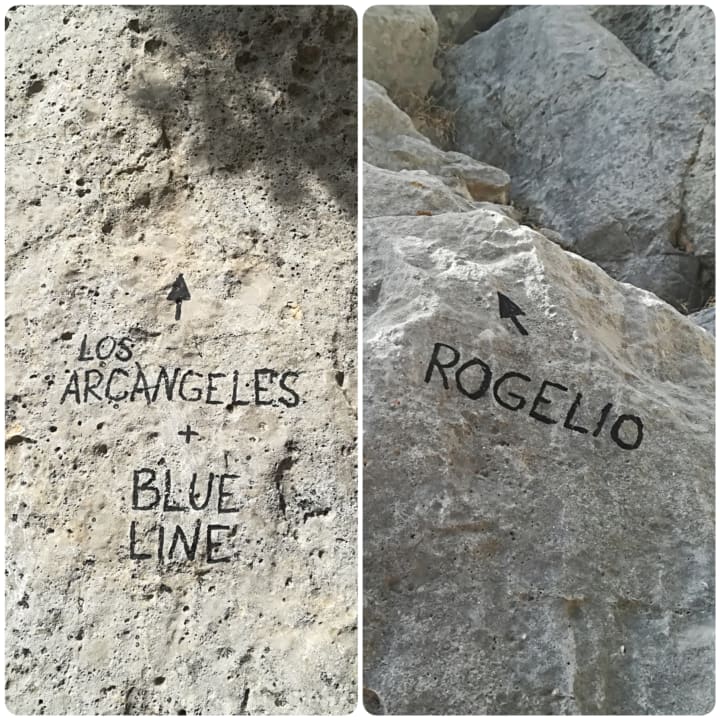 LOS
ARCANGELES
+
BLUE
LINE
ROGELIO